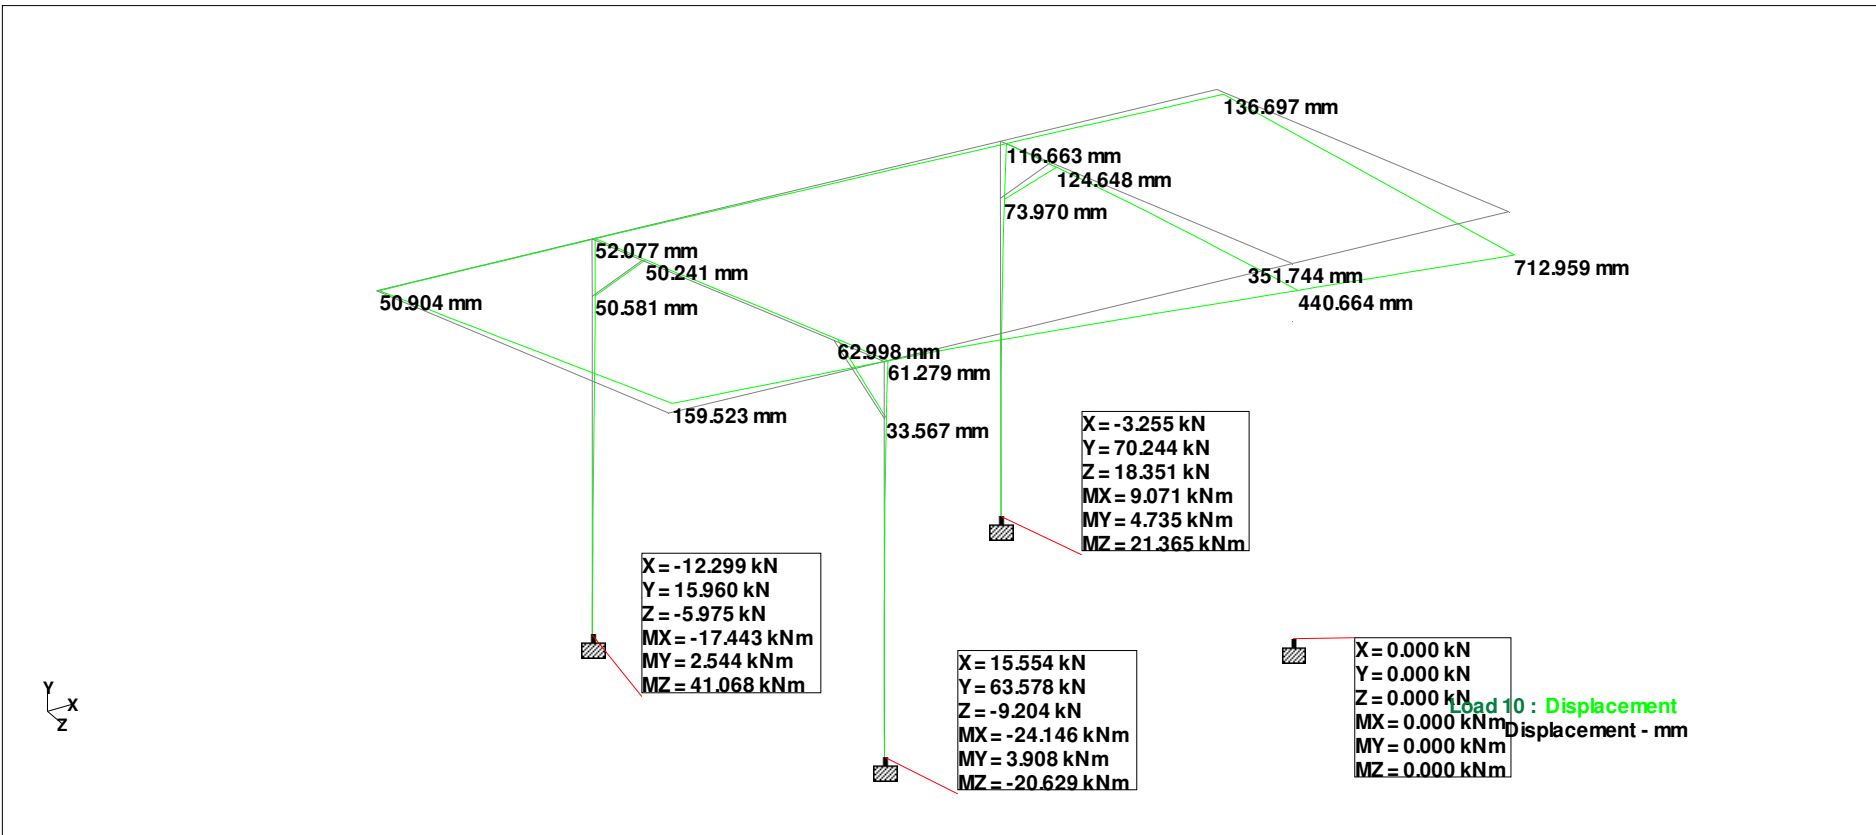 136.697 mm
116.663 mm
124.648 mm
73.970 mm
52.077 mm
50.241 mm
50.904 mm
50.581 mm
351.744 mm
712.959 mm
440.664 mm
62.998 mm
61.279 mm
159.523 mm
33.567 mm
X = -3.255 kN
Y = 70.244 kN
Z = 18.351 kN
MX = 9.071 kNm
MY = 4.735 kNm
MZ = 21.365 kNm
X = -12.299 kN
Y = 15.960 kN
Z = -5.975 kN
MX = -17.443 kNm
MY = 2.544 kNm
MZ = 41.068 kNm
X = 15.554 kN
Y = 63.578 kN
Z = -9.204 kN
MX = -24.146 kNm
MY = 3.908 kNm
MZ = -20.629 kNm
X = 0.000 kN
Y = 0.000 kN
Z = 0.000 kN
MX = 0.000 kNm
MY = 0.000 kNm
MZ = 0.000 kNm
Load 10 : Displacement
Displacement - mm
Y
X
Z